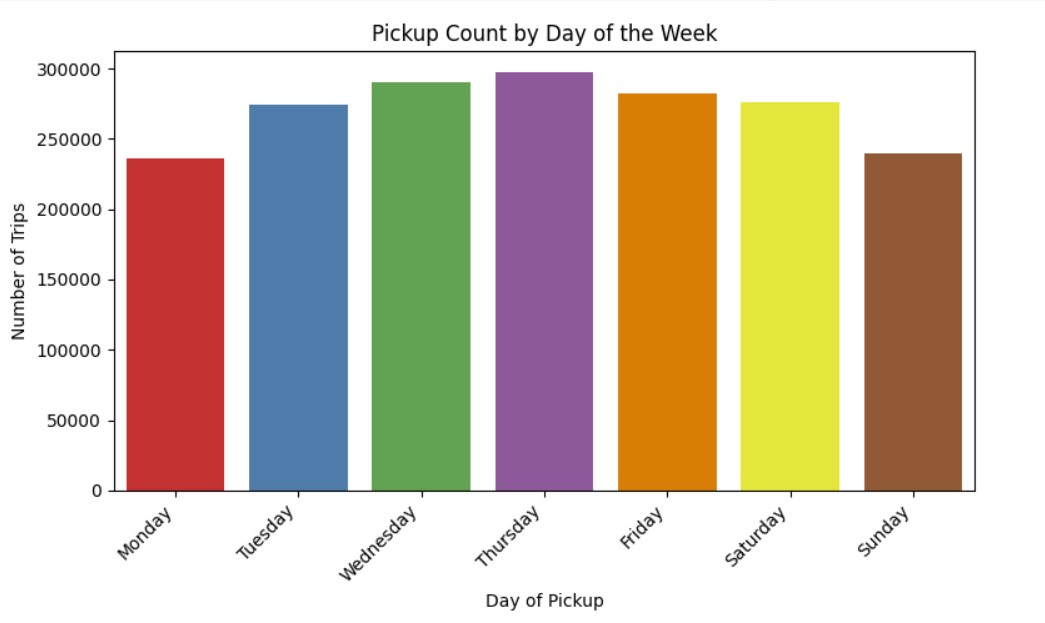 Pickup Count by Day of the Week
300000
250000
200000
150000
100000
50000
0
Number of Trips
Monday
Tuesday
Wednesday
Thursday
Friday
Saturday
Sunday
Day of Pickup